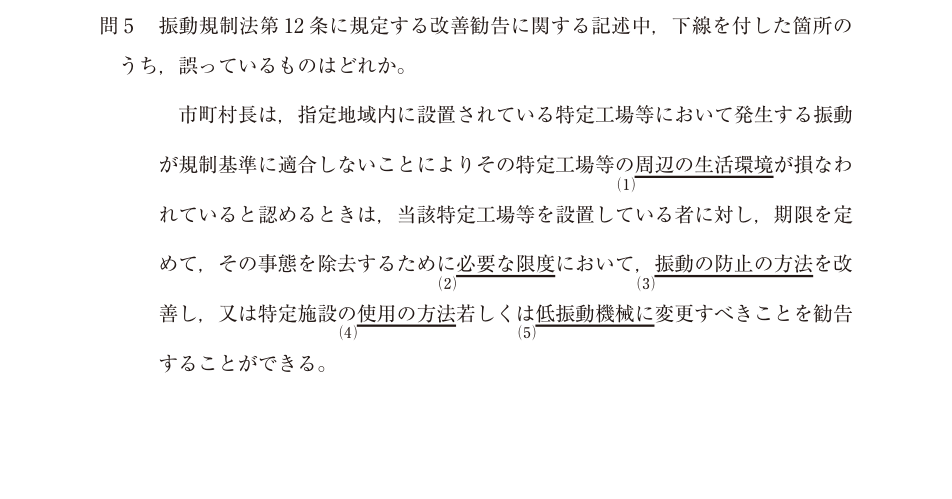 問5　振動規制法第12条に規定する改善勧告に関する記述中，下線を付した箇所の
うち，誤っているものはどれか。
市町村長は，指定地域内に設置されている特定工場等において発生する振動
が規制基準に適合しないことによりその特定工場等の周辺の生活環境が損なわ
(1)
れていると認めるときは，当該特定工場等を設置している者に対し，期限を定
めて，その事態を除去するために必要な限度において，振動の防止の方法を改
(2) (3)
善し，又は特定施設の使用の方法若しくは低振動機械に変更すべきことを勧告
(4) (5)
することができる。